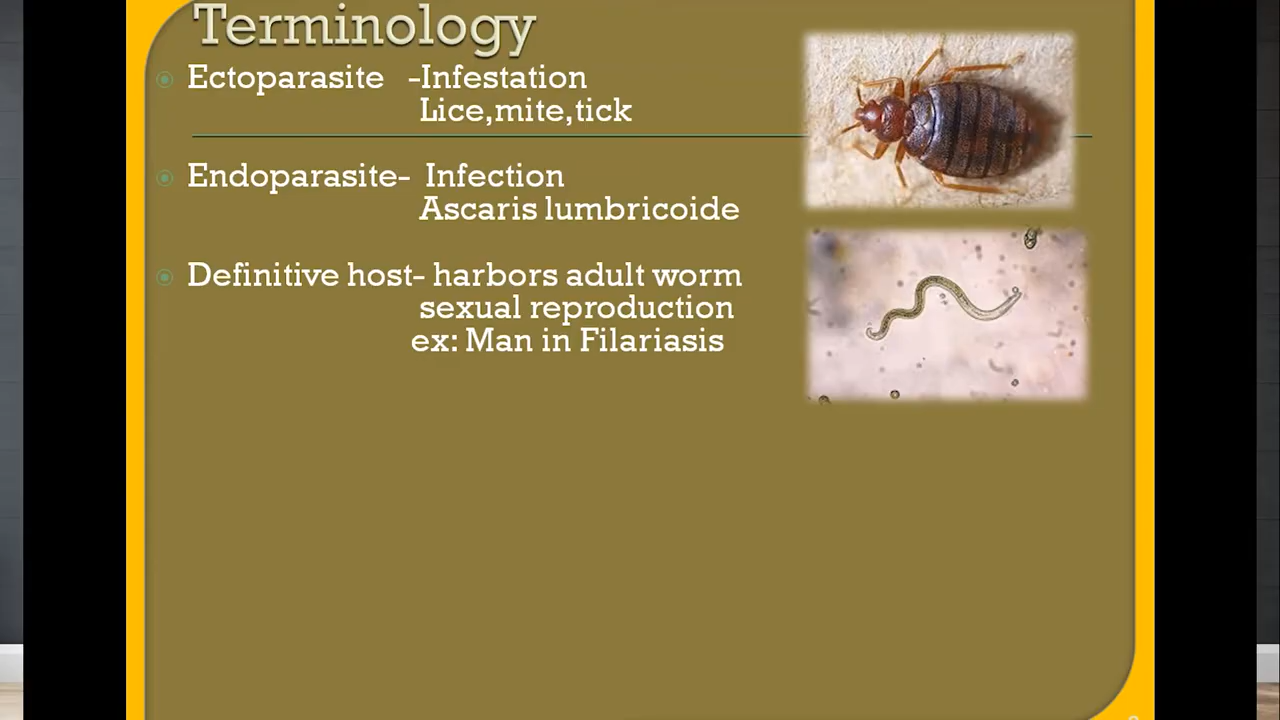 Terminology
Ectoparasite -Infestation
Lice,mite,tick
Endoparasite- Infection
Ascaris lumbricoide
Definitive host- harbors adult worm
sexual reproduction
ex: Man in Filariasis